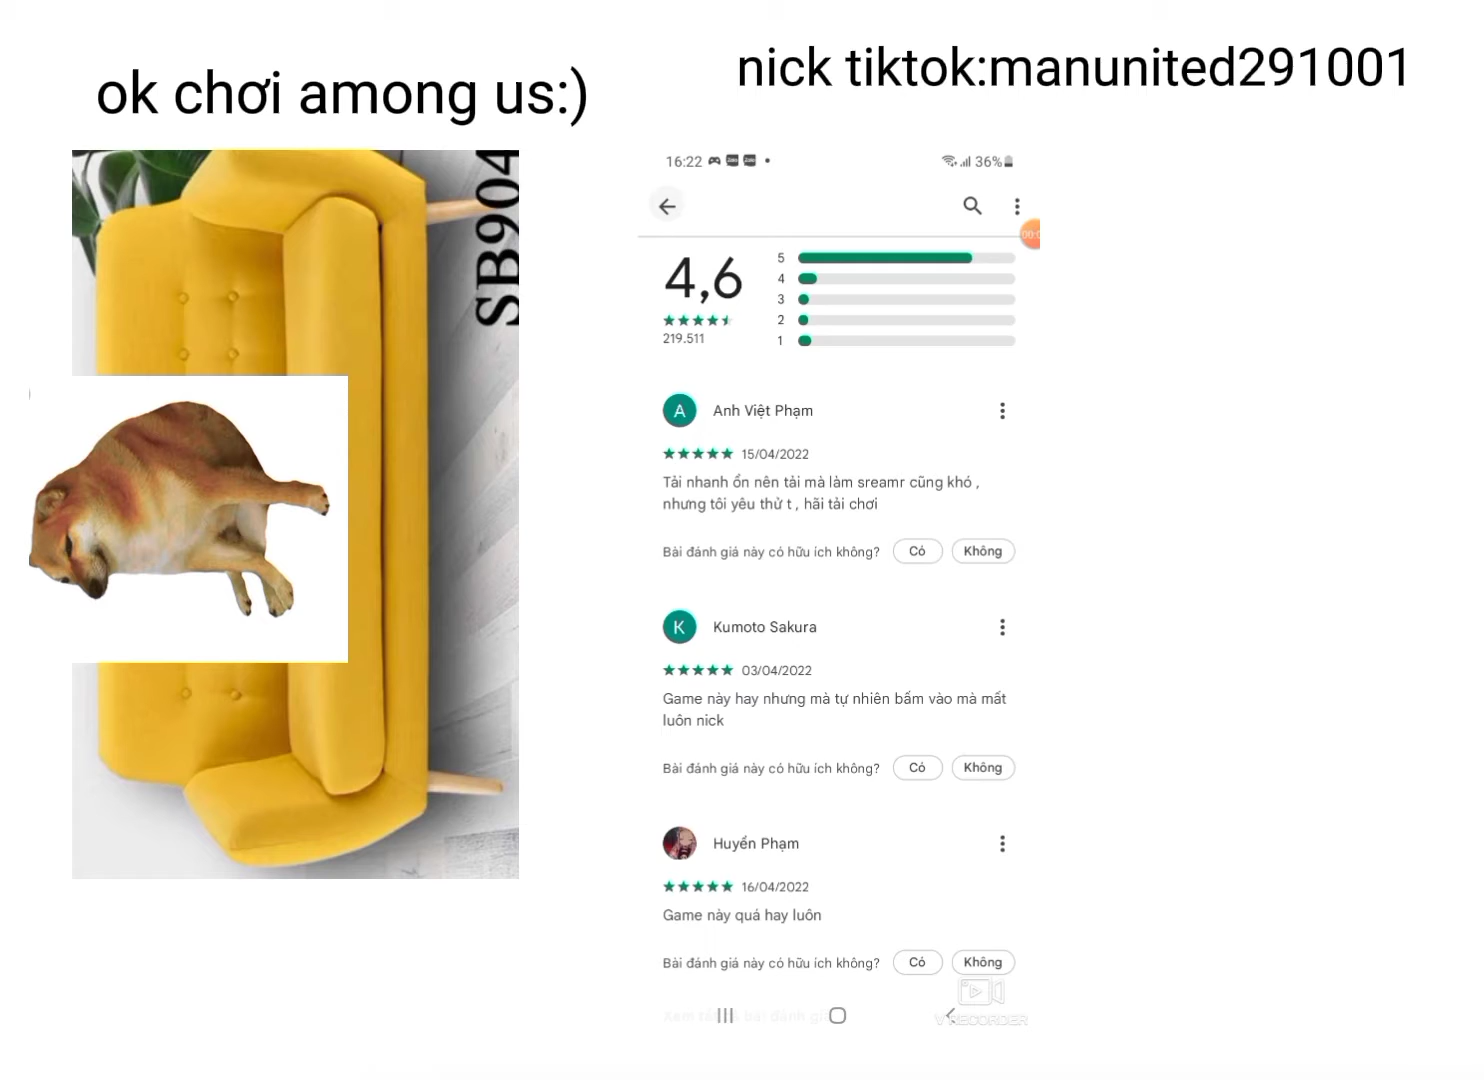 nick tiktok:manunited291001
ok chơi among us:)
SB904
16:22
36%
4,6
219.511
5
4
3
2
1
A
Anh Việt Phạm
15/04/2022
Tải nhanh ổn nên tải mà làm sreamr cũng khó ,
nhưng tôi yêu thử t , hãi tải chơi
Bài đánh giá này có hữu ích không? Có Không
K
Kumoto Sakura
03/04/2022
Game này hay nhưng mà tự nhiên bấm vào mà mất
luôn nick
Bài đánh giá này có hữu ích không? Có Không
Huyền Phạm
16/04/2022
Game này quá hay luôn
Bài đánh giá này có hữu ích không? Có Không
V RECORDER